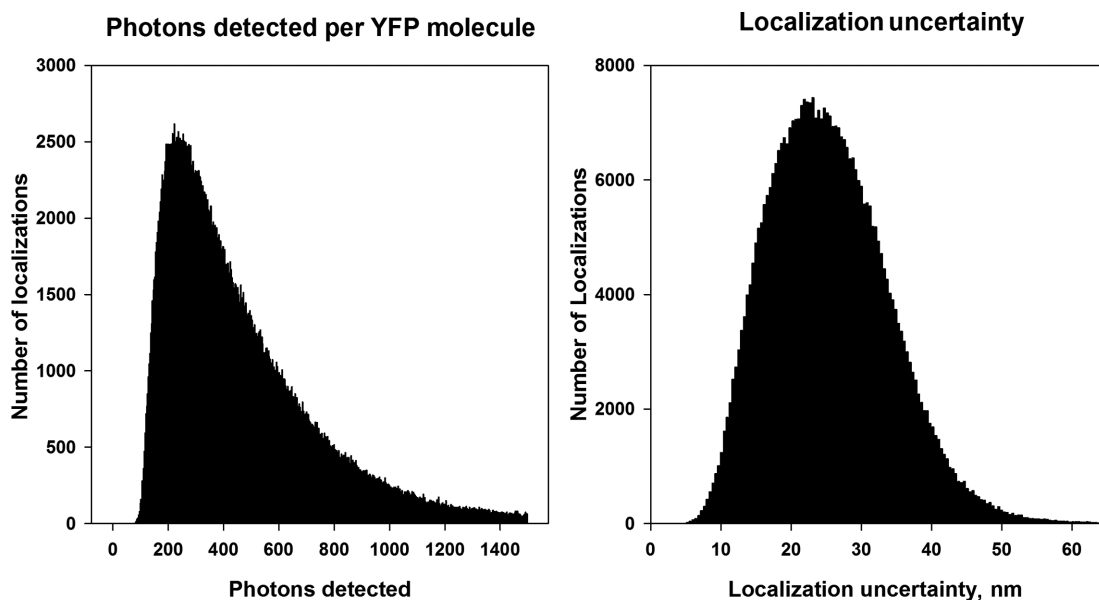 Photons detected per YFP molecule
3000
2500
2000
1500
1000
500
0
Number of localizations
0 200 400 600 800 1000 1200 1400
Photons detected
Localization uncertainty
8000
6000
4000
2000
0
Number of Localizations
0 10 20 30 40 50 60
Localization uncertainty, nm